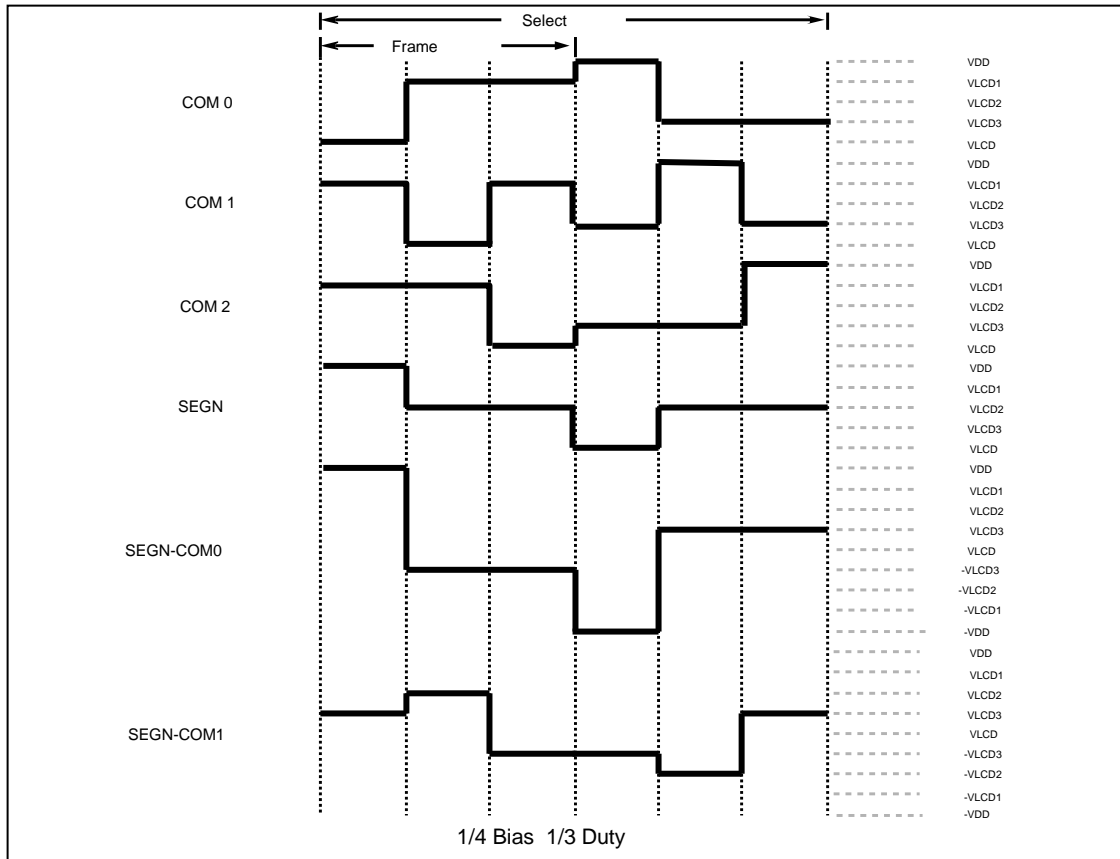 Select
Frame
COM 0
VDD
VLCD1
VLCD2
VLCD3
VLCD
COM 1
VDD
VLCD1
VLCD2
VLCD3
VLCD
COM 2
VDD
VLCD1
VLCD2
VLCD3
VLCD
SEGN
VDD
VLCD1
VLCD2
VLCD3
VLCD
SEGN-COM0
VDD
VLCD1
VLCD2
VLCD3
VLCD
-VLCD3
-VLCD2
-VLCD1
-VDD
SEGN-COM1
VDD
VLCD1
VLCD2
VLCD3
VLCD
-VLCD3
-VLCD2
-VLCD1
-VDD
1/4 Bias 1/3 Duty